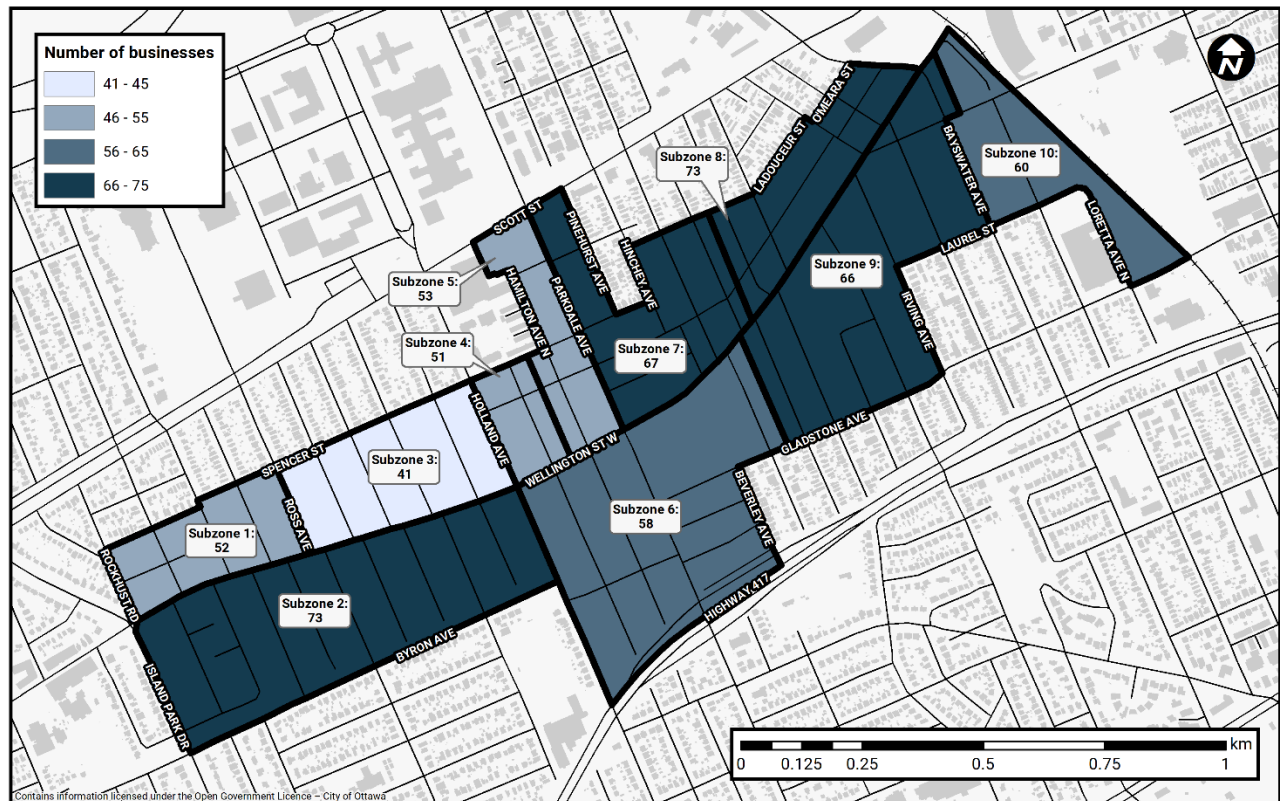 Number of businesses
41 - 45
46 - 55
56 - 65
66 - 75
N
O'MEARA ST
LADOUCEUR ST
BAYSWATER AVE
Subzone 8:
73
Subzone 10:
60
SCOTT ST
PINEHURST AVE
HINCHEY AVE
LORETTA AVE N
LAUREL ST
Subzone 5:
53
HAMILTON AVE N
PARKDALE AVE
Subzone 9:
66
IRVING AVE
Subzone 4:
51
Subzone 7:
67
HOLLAND AVE
WELLINGTON ST W
GLADSTONE AVE
SPENCER ST
Subzone 3:
41
BEVERLEY AVE
ROSS AVE
Subzone 1:
52
Subzone 6:
58
ROCKHUST RD
HIGHWAY 417
Subzone 2:
73
BYRON AVE
ISLAND PARK DR
km
0 0.125 0.25 0.5 0.75 1
Contains information licensed under the Open Government Licence – City of Ottawa